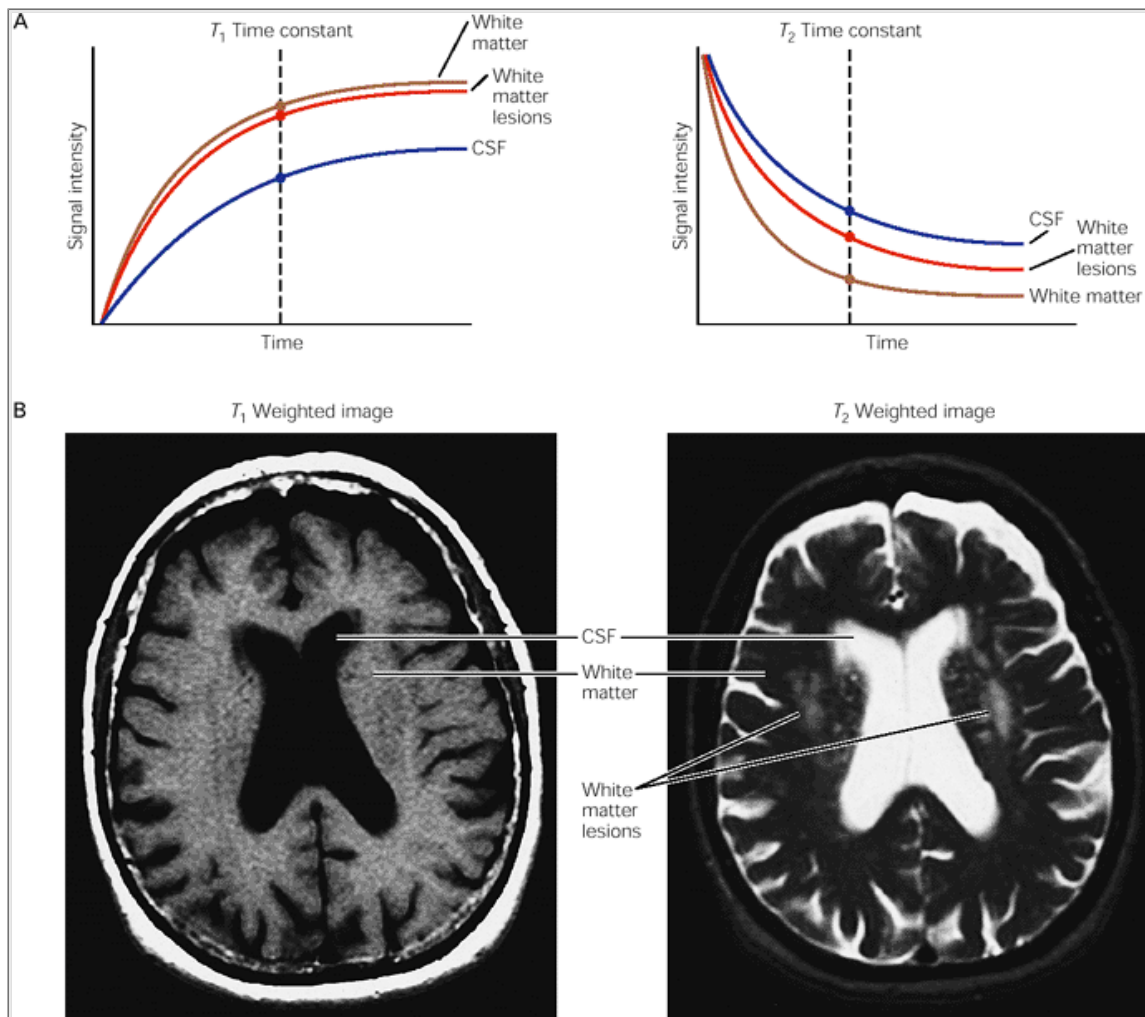 A
T1 Time constant
White
matter
White
matter
lesions
CSF
Signal intensity
Time
T2 Time constant
CSF
White
matter
lesions
White matter
Signal intensity
Time
B
T1 Weighted image
T2 Weighted image
CSF
White
matter
White
matter
lesions